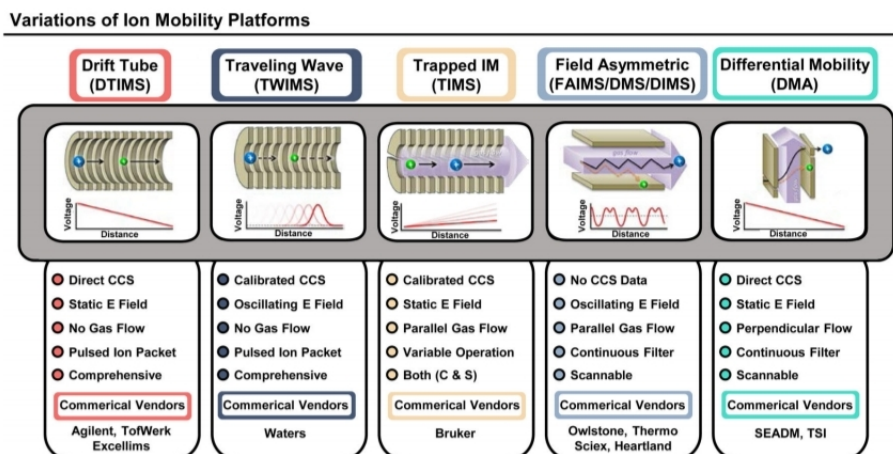 Variations of Ion Mobility Platforms
Drift Tube
(DTIMS)
Traveling Wave
(TWIMS)
Trapped IM
(TIMS)
Field Asymmetric
(FAIMS/DMS/DIMS)
Differential Mobility
(DMA)
gas flow
Voltage
Distance
Voltage
Distance
Voltage
Distance
Voltage
Distance
Voltage
Distance
Direct CCS
Static E Field
No Gas Flow
Pulsed Ion Packet
Comprehensive
Commerical Vendors
Agilent, TofWerk
Excellims
Calibrated CCS
Oscillating E Field
No Gas Flow
Pulsed Ion Packet
Comprehensive
Commerical Vendors
Waters
Calibrated CCS
Static E Field
Parallel Gas Flow
Variable Operation
Both (C & S)
Commerical Vendors
Bruker
No CCS Data
Oscillating E Field
Parallel Gas Flow
Continuous Filter
Scannable
Commerical Vendors
Owlstone, Thermo
Sciex, Heartland
Direct CCS
Static E Field
Perpendicular Flow
Continuous Filter
Scannable
Commerical Vendors
SEADM, TSI